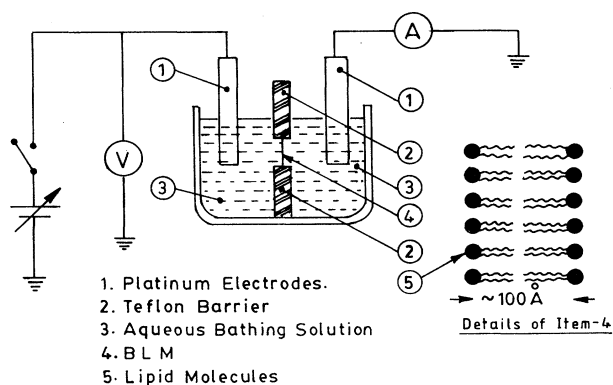 A
1
1
2
V
3
3
4
2
5
1. Platinum Electrodes.
2. Teflon Barrier
3. Aqueous Bathing Solution
4. BLM
5. Lipid Molecules
~100 Å
Details of Item-4